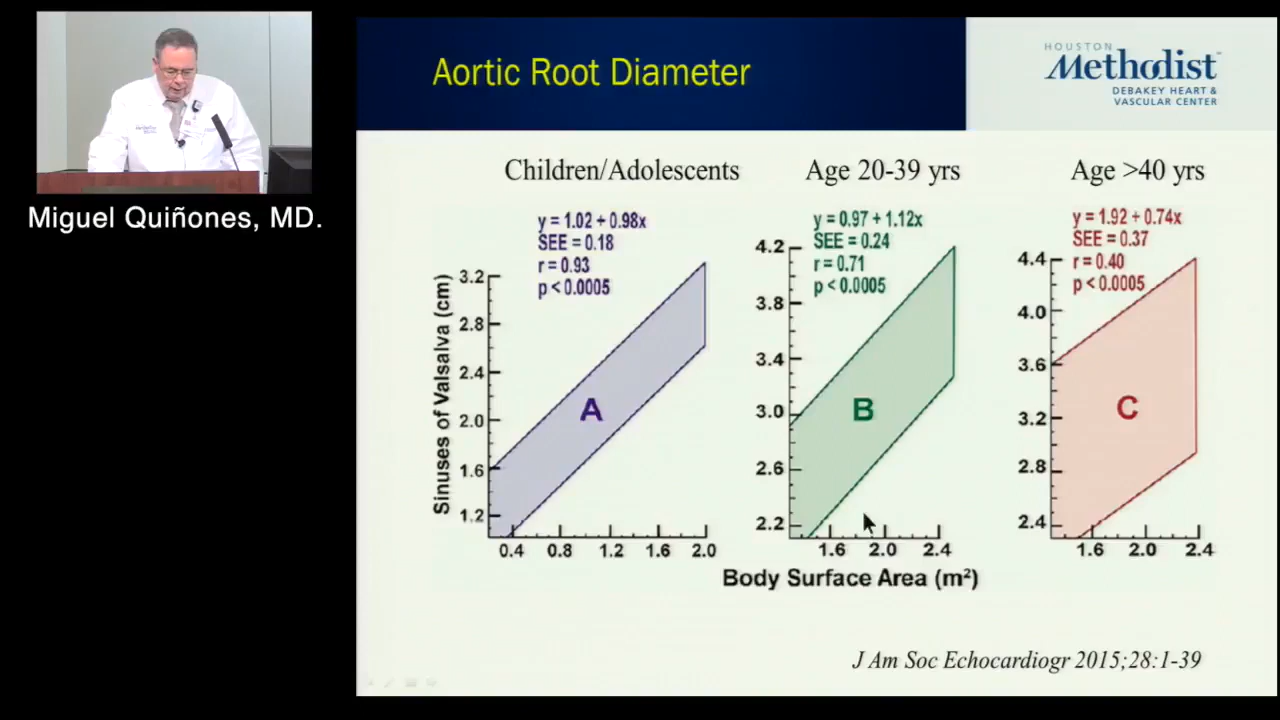 Miguel Quiñones, MD.
Aortic Root Diameter
HOUSTON
Methodist
DEBAKEY HEART &
VASCULAR CENTER
Children/Adolescents
Age 20-39 yrs
Age >40 yrs
y = 1.02 + 0.98x
SEE = 0.18
r = 0.93
p < 0.0005
y = 0.97 + 1.12x
SEE = 0.24
r = 0.71
p < 0.0005
y = 1.92 + 0.74x
SEE = 0.37
r = 0.40
p < 0.0005
Sinuses of Valsalva (cm)
3.2
2.8
2.4
2.0
1.6
1.2
A
0.4 0.8 1.2 1.6 2.0
4.2
3.8
3.4
3.0
2.6
2.2
B
1.6 2.0 2.4
4.4
4.0
3.6
3.2
2.8
2.4
C
1.6 2.0 2.4
Body Surface Area (m²)
J Am Soc Echocardiogr 2015;28:1-39